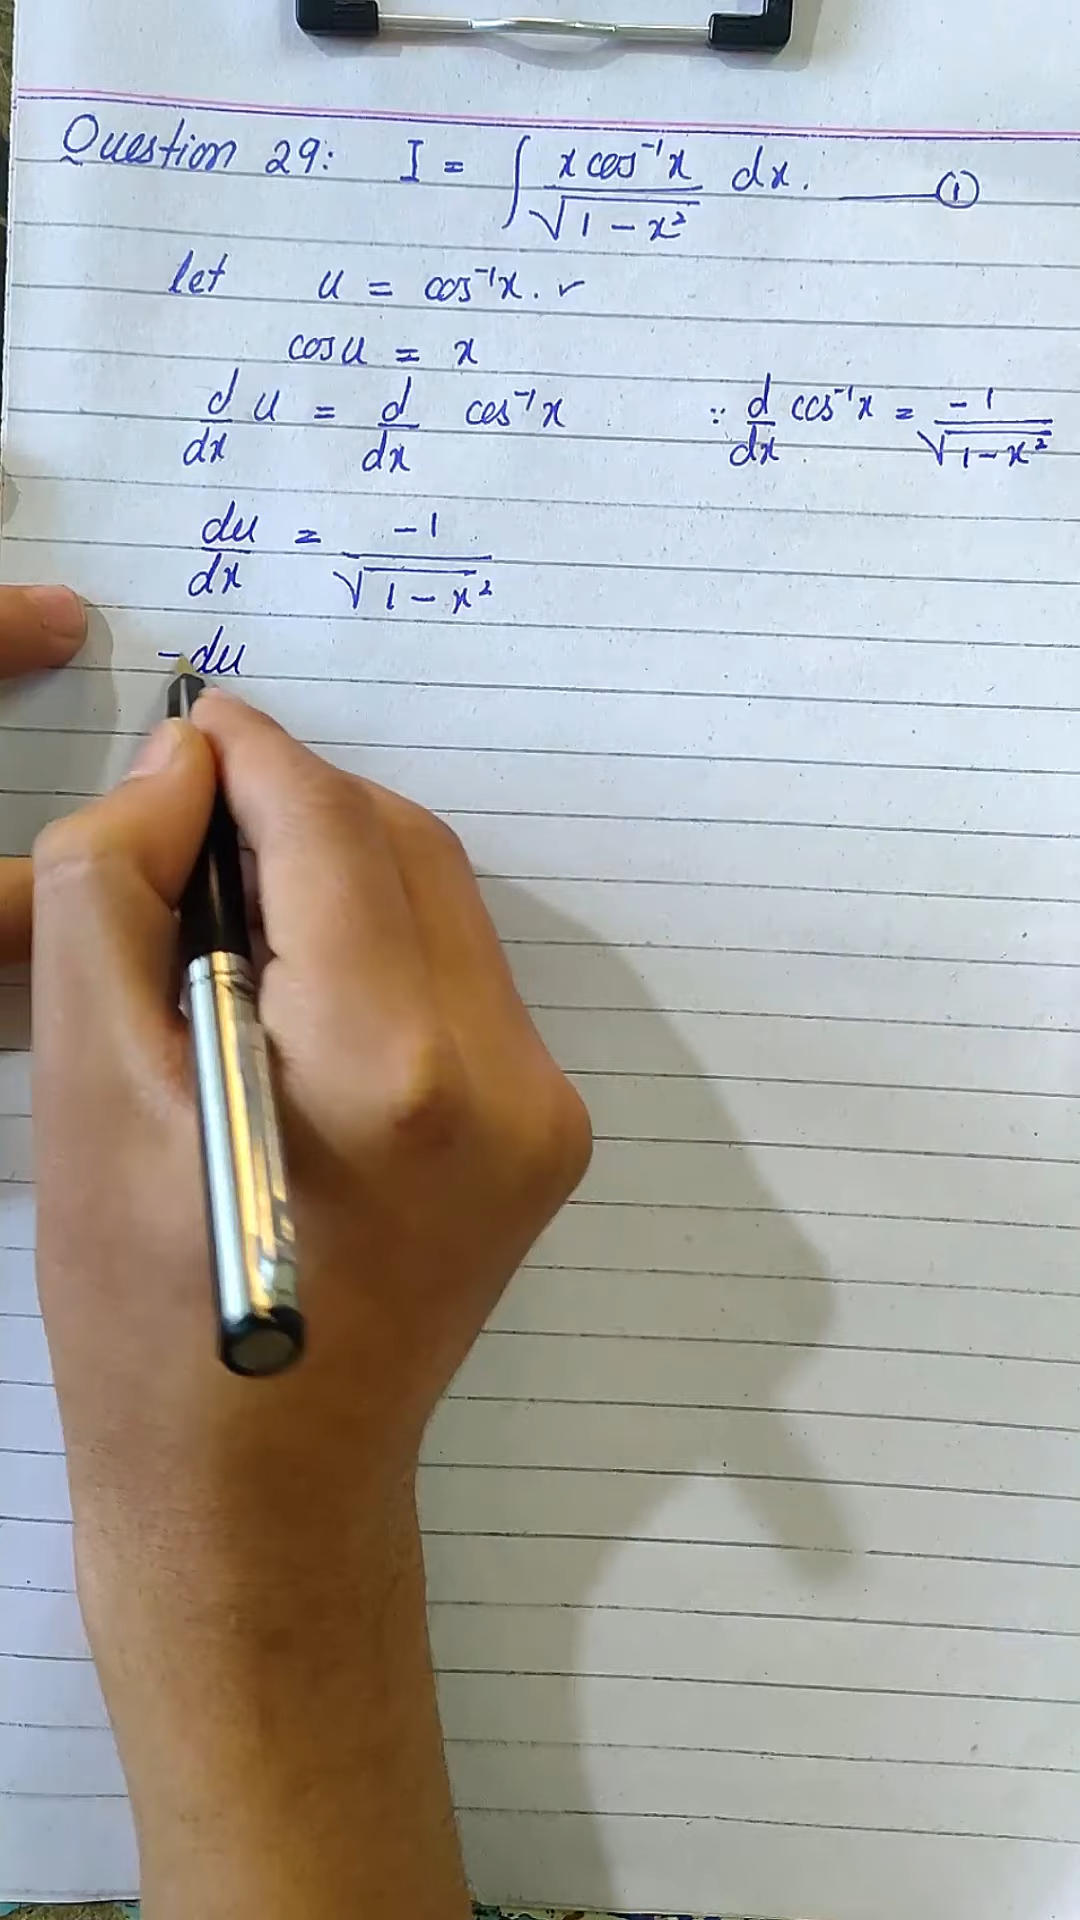 Question 29: I = ∫ x cos⁻¹x / √1 − x² dx. ——— ①
let u = cos⁻¹x. ✓
cosu = x
d/dx u = d/dx cos⁻¹x ∵ d/dx cos⁻¹x = −1/√1−x²
du/dx = −1/√1−x²
−du